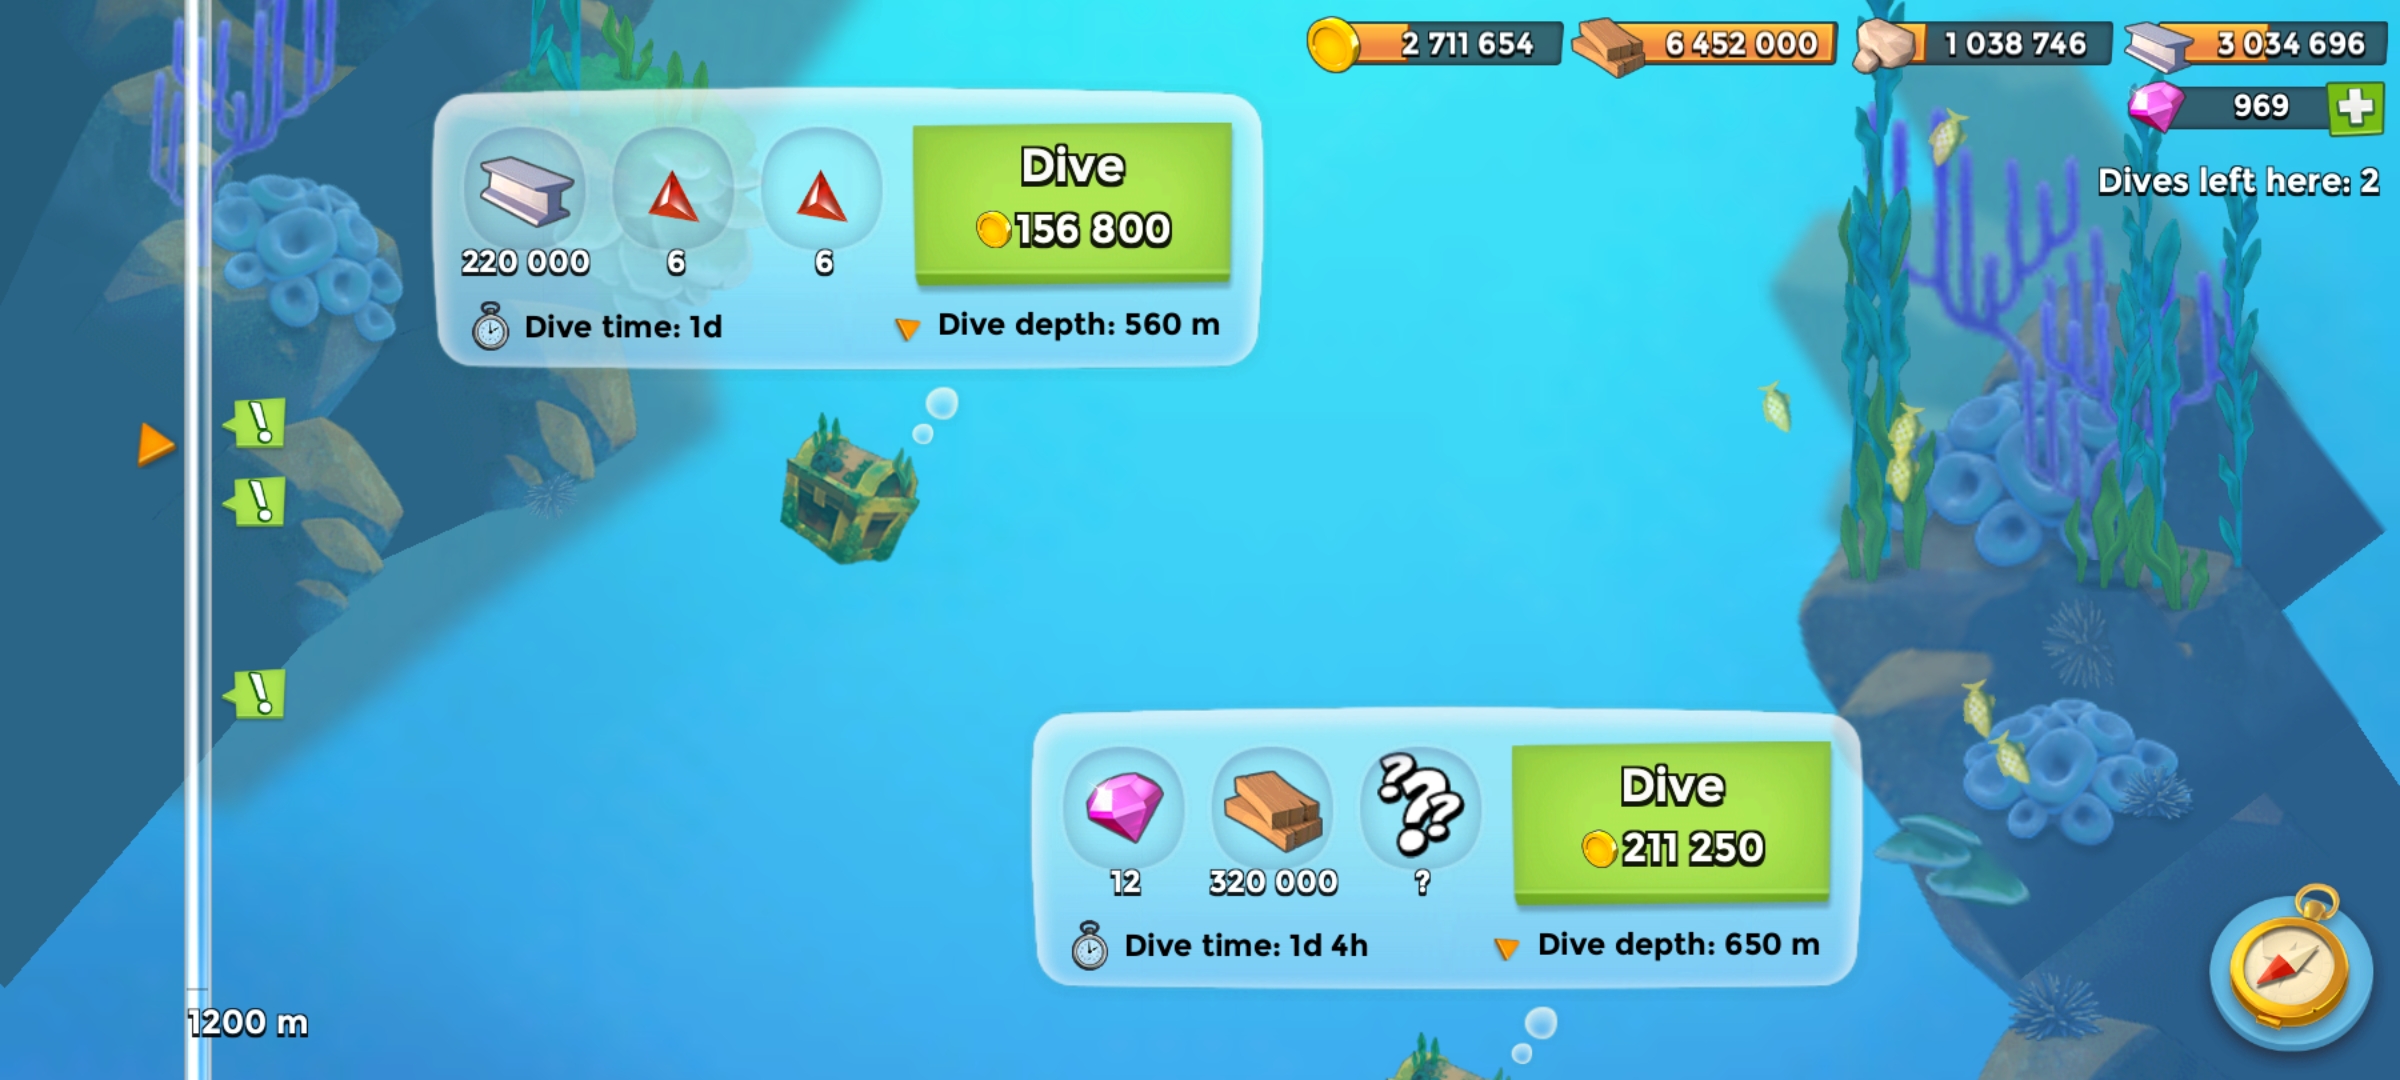 2 711 654
6 452 000
1 038 746
3 034 696
969
Dives left here: 2
220 000
6
6
Dive
156 800
Dive time: 1d
Dive depth: 560 m
!
!
!
12
320 000
?
Dive
211 250
Dive time: 1d 4h
Dive depth: 650 m
1200 m